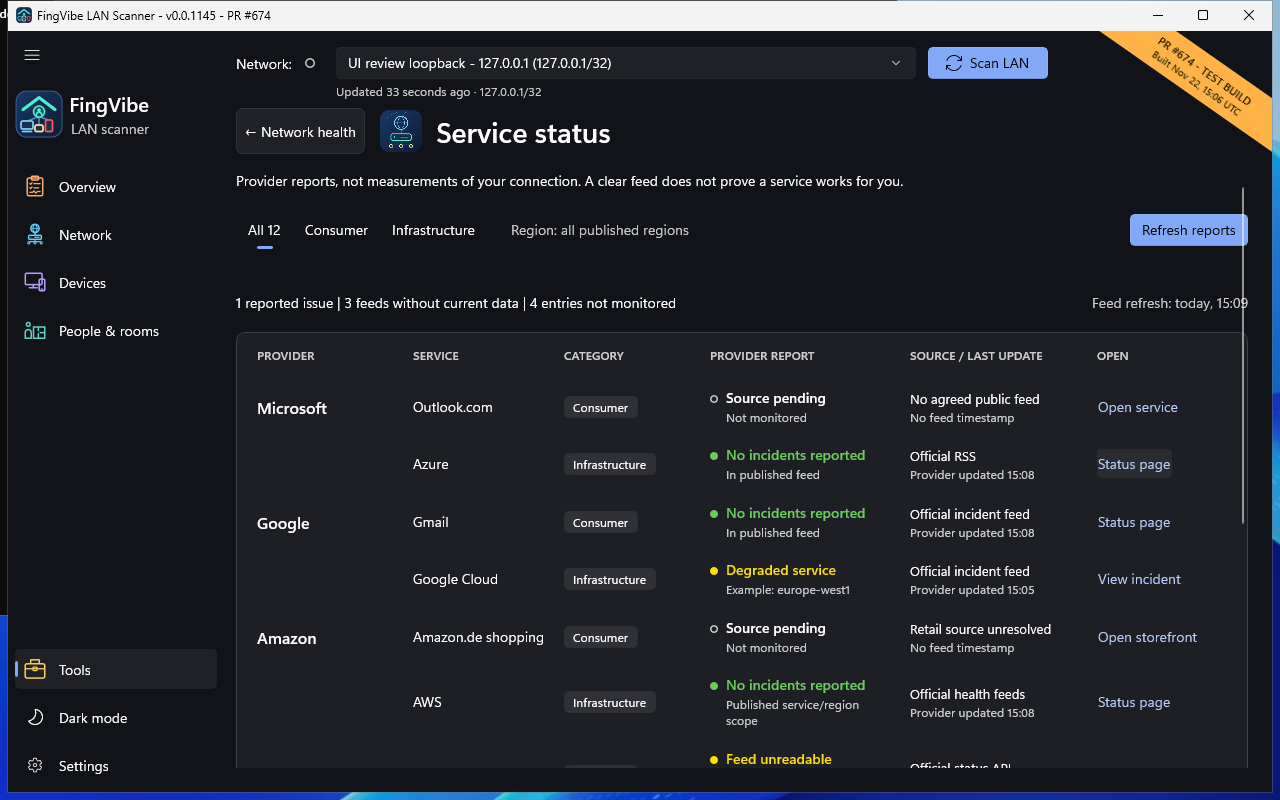 FingVibe LAN Scanner - v0.0.1145 - PR #674
PR #674 - TEST BUILD
Built Nov 22, 15:06 UTC
Network:
UI review loopback - 127.0.0.1 (127.0.0.1/32)
Scan LAN
Updated 33 seconds ago · 127.0.0.1/32
FingVibe
LAN scanner
← Network health
Service status
Overview
Network
Devices
People & rooms
Tools
Dark mode
Settings
Provider reports, not measurements of your connection. A clear feed does not prove a service works for you.
All 12 Consumer Infrastructure Region: all published regions
Refresh reports
1 reported issue | 3 feeds without current data | 4 entries not monitored
Feed refresh: today, 15:09
PROVIDER SERVICE CATEGORY PROVIDER REPORT SOURCE / LAST UPDATE OPEN
Microsoft Outlook.com Consumer Source pending No agreed public feed Open service
Not monitored No feed timestamp
Azure Infrastructure No incidents reported Official RSS Status page
In published feed Provider updated 15:08
Google Gmail Consumer No incidents reported Official incident feed Status page
In published feed Provider updated 15:08
Google Cloud Infrastructure Degraded service Official incident feed View incident
Example: europe-west1 Provider updated 15:05
Amazon Amazon.de shopping Consumer Source pending Retail source unresolved Open storefront
Not monitored No feed timestamp
AWS Infrastructure No incidents reported Official health feeds Status page
Published service/region Provider updated 15:08
scope
Feed unreadable Official status API